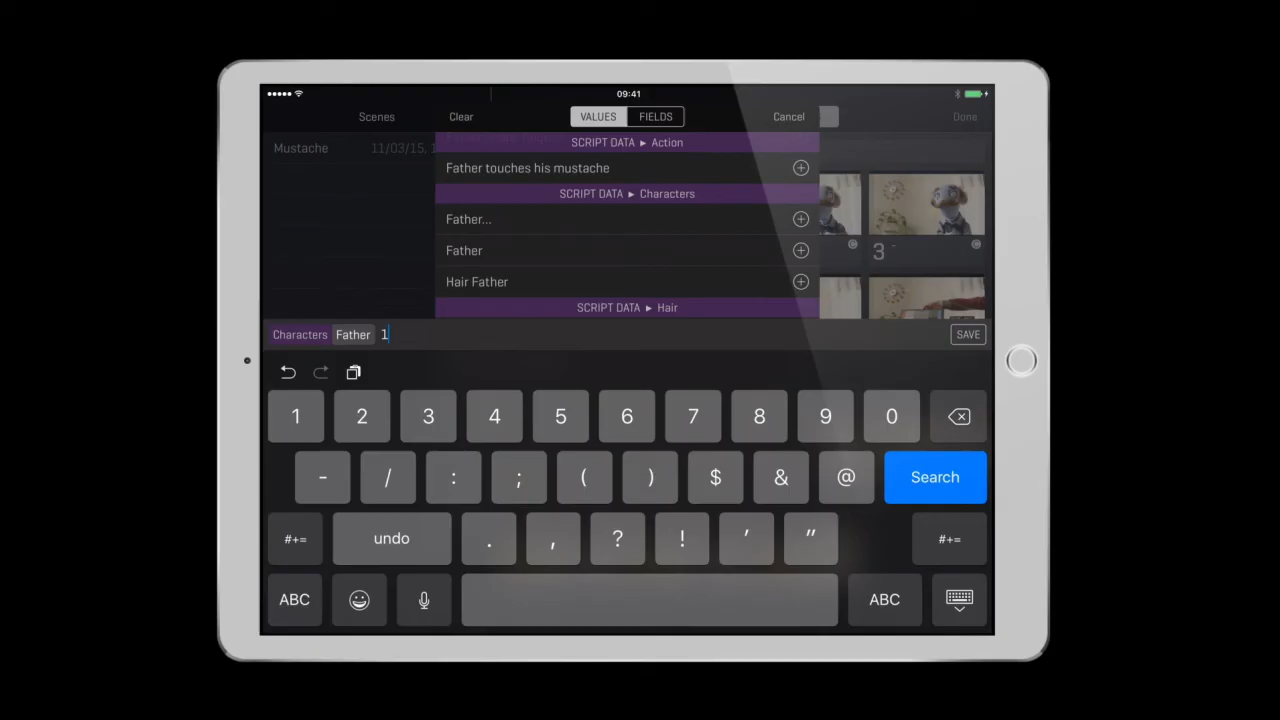 09:41
Scenes
Clear
VALUES
FIELDS
Cancel
Done
SCRIPT DATA ▸ Action
Mustache
11/03/15,
Father touches his mustache
SCRIPT DATA ▸ Characters
Father...
3
Father
Hair Father
SCRIPT DATA ▸ Hair
Characters Father 1
SAVE
1 2 3 4 5 6 7 8 9 0
- / : ; ( ) $ & @ Search
#+= undo . , ? ! ' " #+=
ABC ABC